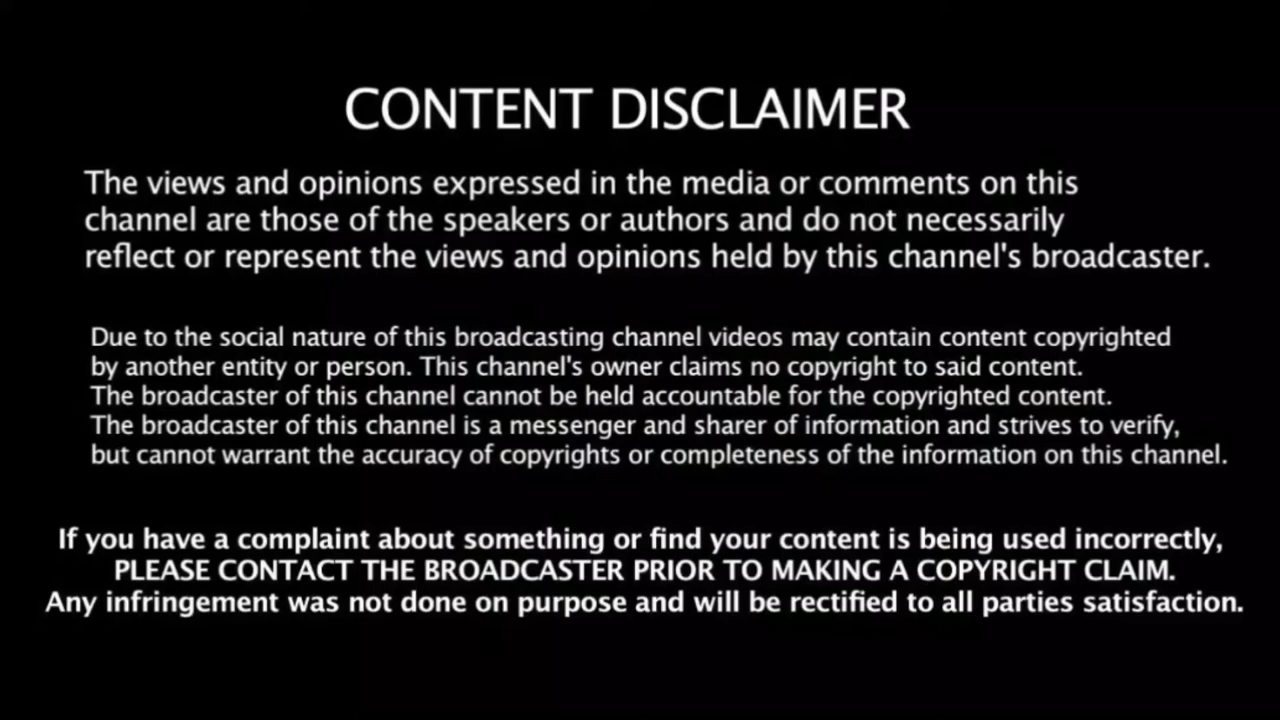 CONTENT DISCLAIMER
The views and opinions expressed in the media or comments on this
channel are those of the speakers or authors and do not necessarily
reflect or represent the views and opinions held by this channel's broadcaster.
Due to the social nature of this broadcasting channel videos may contain content copyrighted
by another entity or person. This channel's owner claims no copyright to said content.
The broadcaster of this channel cannot be held accountable for the copyrighted content.
The broadcaster of this channel is a messenger and sharer of information and strives to verify,
but cannot warrant the accuracy of copyrights or completeness of the information on this channel.
If you have a complaint about something or find your content is being used incorrectly,
PLEASE CONTACT THE BROADCASTER PRIOR TO MAKING A COPYRIGHT CLAIM.
Any infringement was not done on purpose and will be rectified to all parties satisfaction.